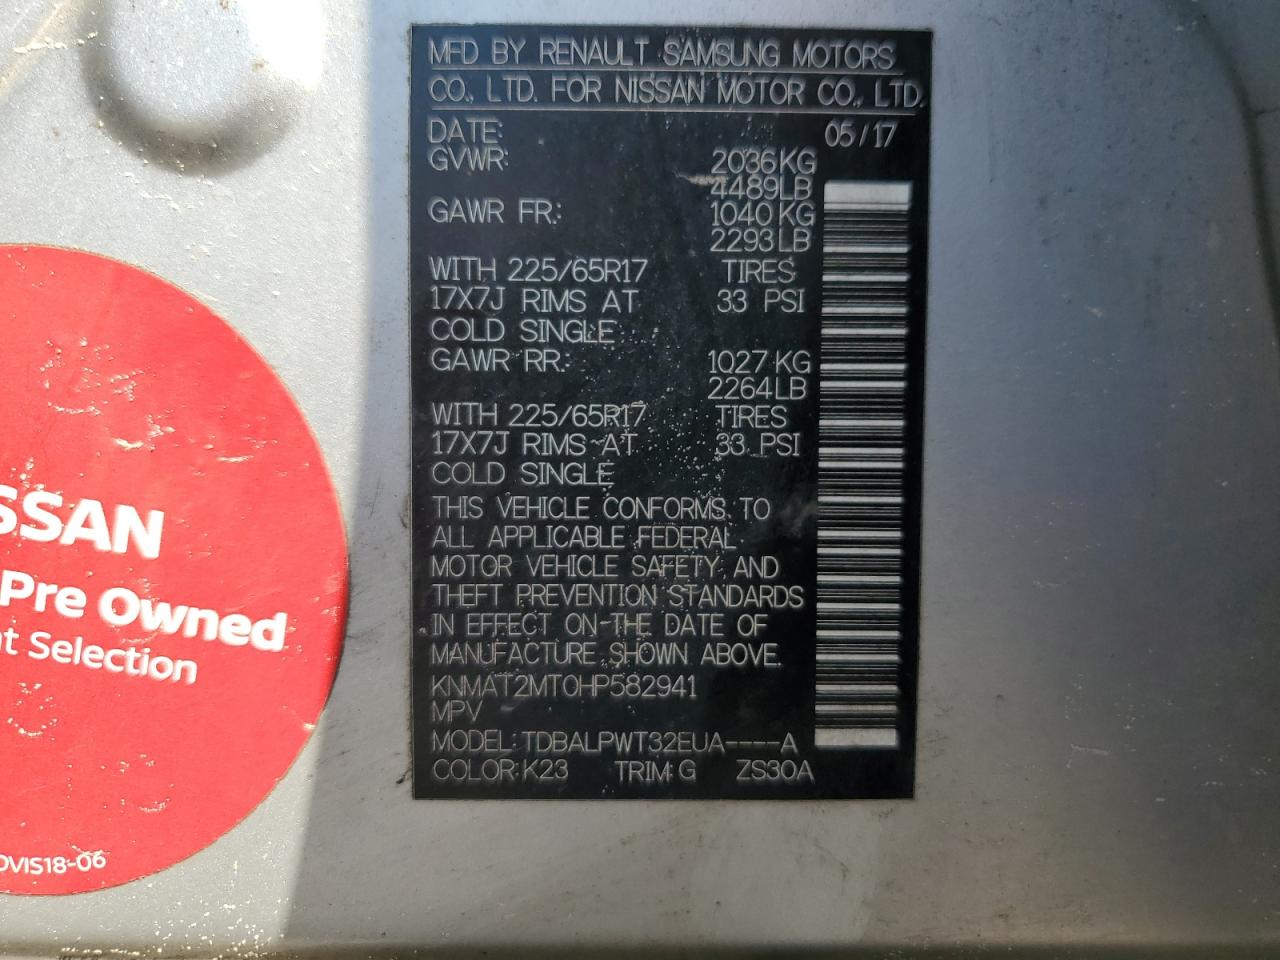 MFD BY RENAULT SAMSUNG MOTORS
CO., LTD. FOR NISSAN MOTOR CO., LTD.
DATE: 05/17
GVWR: 2036KG
4489LB
GAWR FR.: 1040KG
2293LB
WITH 225/65R17 TIRES
17X7J RIMS AT 33 PSI
COLD SINGLE
GAWR RR.: 1027KG
2264LB
WITH 225/65R17 TIRES
17X7J RIMS AT 33 PSI
COLD SINGLE
THIS VEHICLE CONFORMS TO
ALL APPLICABLE FEDERAL
MOTOR VEHICLE SAFETY AND
THEFT PREVENTION STANDARDS
IN EFFECT ON THE DATE OF
MANUFACTURE SHOWN ABOVE.
KNMAT2MT0HP582941
MPV
MODEL: TDBALPWT32EUA----A
COLOR: K23 TRIM: G ZS30A
SSAN
Pre Owned
Selection
OVIS18-06